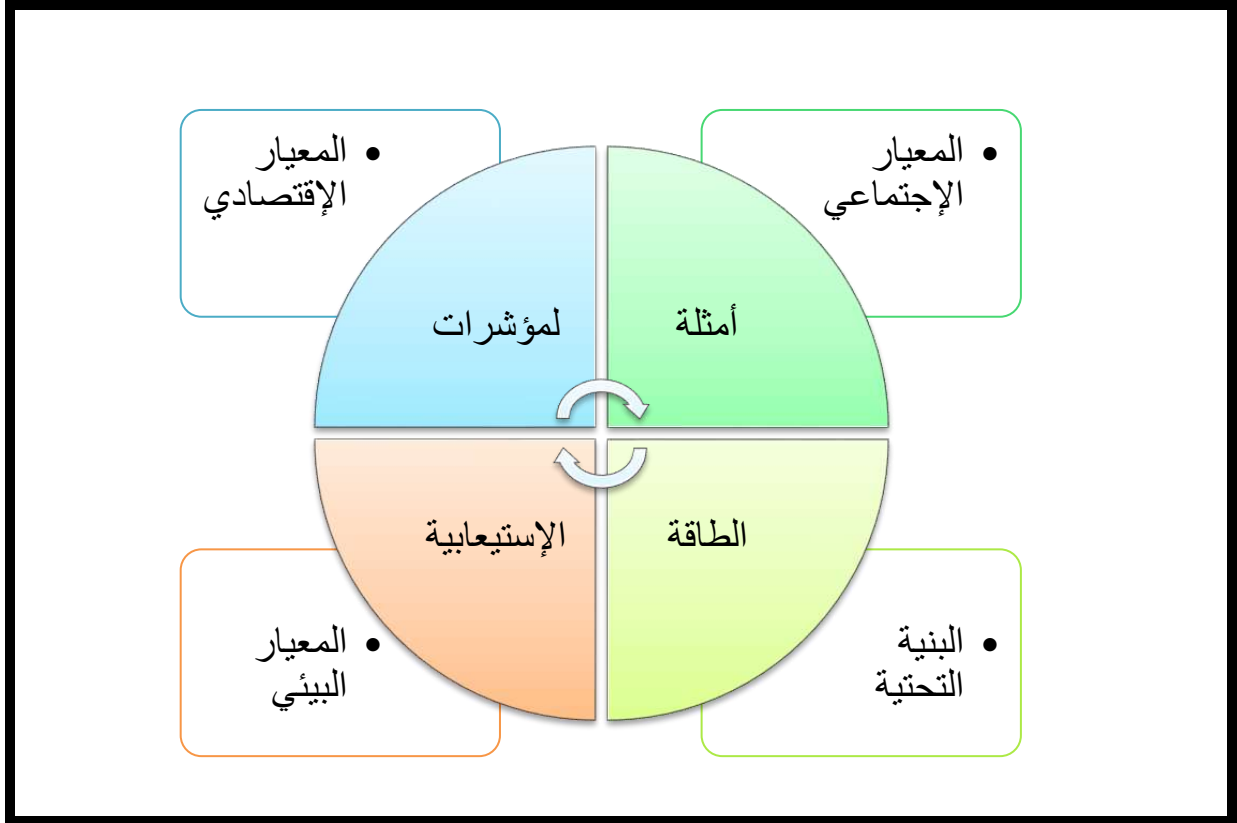 • المعيار
الإجتماعي
• المعيار
الإقتصادي
أمثلة
لمؤشرات
الطاقة
الإستيعابية
• البنية
التحتية
• المعيار
البيئي